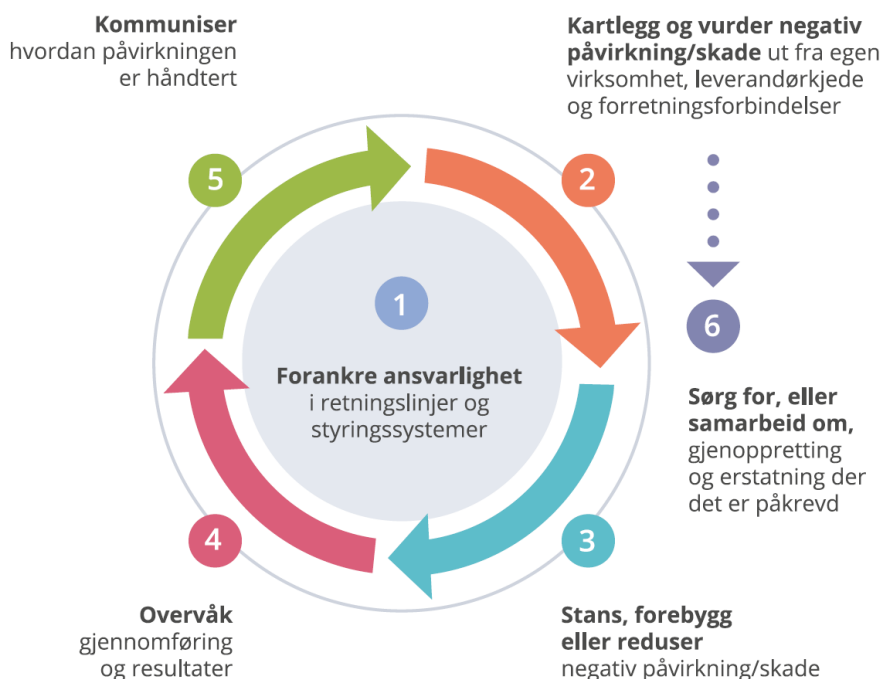 Kommuniser
hvordan påvirkningen
er håndtert
Kartlegg og vurder negativ
påvirkning/skade ut fra egen
virksomhet, leverandørkjede
og forretningsforbindelser
5
2
1
Forankre ansvarlighet
i retningslinjer og
styringssystemer
6
Sørg for, eller
samarbeid om,
gjenoppretting
og erstatning der
det er påkrevd
4
3
Overvåk
gjennomføring
og resultater
Stans, forebygg
eller reduser
negativ påvirkning/skade